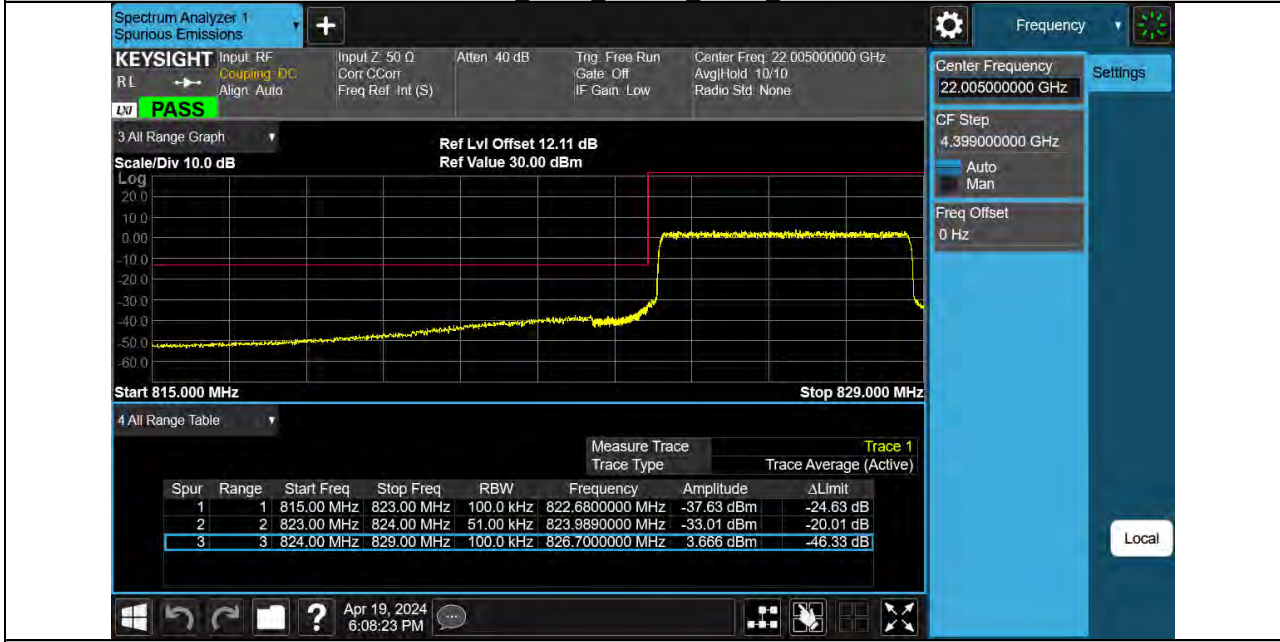 Spectrum Analyzer 1
Spurious Emissions
Frequency
KEYSIGHT
RL
LXI PASS
Input: RF
Coupling: DC
Align: Auto
Input Z: 50 Ω
Corr CCorr
Freq Ref: Int (S)
Atten: 40 dB
Trig: Free Run
Gate: Off
IF Gain: Low
Center Freq: 22.005000000 GHz
Avg|Hold: 10/10
Radio Std: None
Center Frequency
22.005000000 GHz
Settings
CF Step
4.399000000 GHz
Auto
Man
Freq Offset
0 Hz
Local
3 All Range Graph
Scale/Div 10.0 dB
Ref Lvl Offset 12.11 dB
Ref Value 30.00 dBm
Log
20.0
10.0
0.00
-10.0
-20.0
-30.0
-40.0
-50.0
-60.0
Start 815.000 MHz Stop 829.000 MHz
4 All Range Table
Measure Trace Trace 1
Trace Type Trace Average (Active)
Spur Range Start Freq Stop Freq RBW Frequency Amplitude ΔLimit
1 1 815.00 MHz 823.00 MHz 100.0 kHz 822.6800000 MHz -37.63 dBm -24.63 dB
2 2 823.00 MHz 824.00 MHz 51.00 kHz 823.9890000 MHz -33.01 dBm -20.01 dB
3 3 824.00 MHz 829.00 MHz 100.0 kHz 826.7000000 MHz 3.666 dBm -46.33 dB
Apr 19, 2024
6:08:23 PM